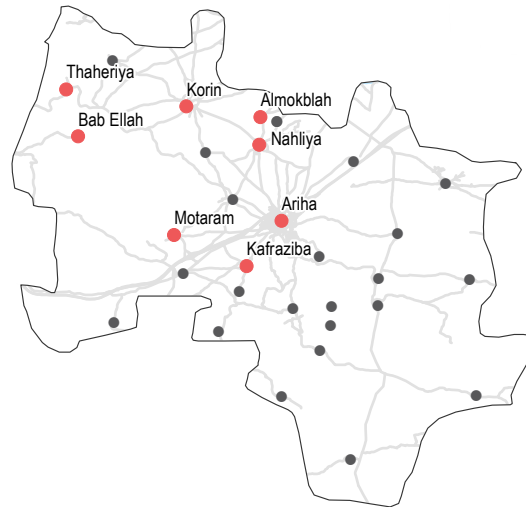 Thaheriya
Korin
Almokblah
Bab Ellah
Nahliya
Ariha
Motaram
Kafraziba